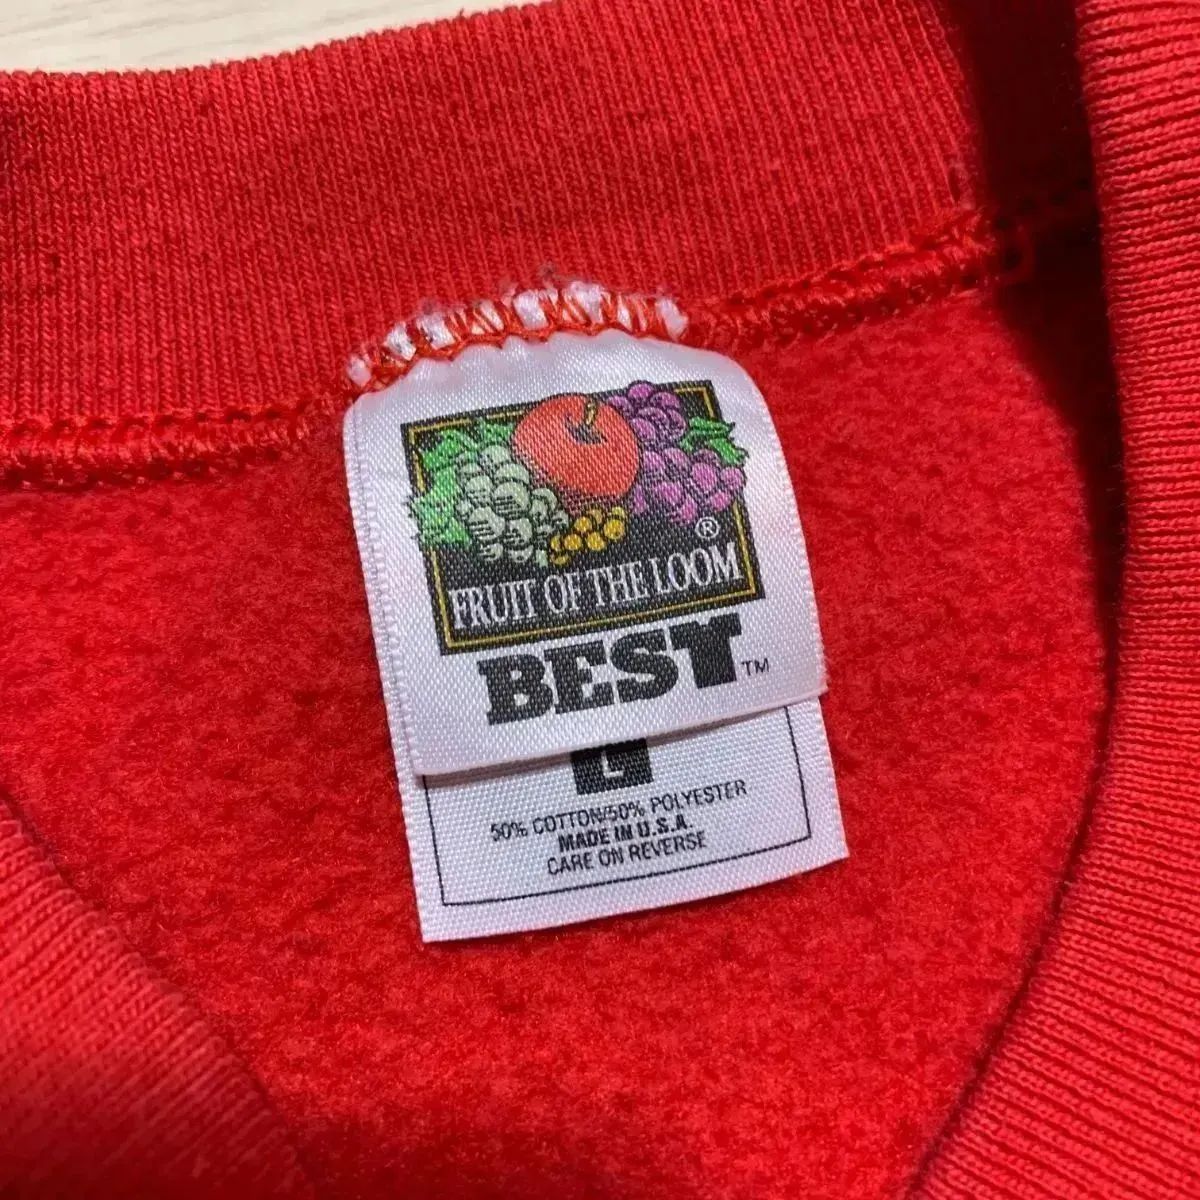 ®
FRUIT OF THE LOOM
BEST™
L
50% COTTON/50% POLYESTER
MADE IN U.S.A.
CARE ON REVERSE